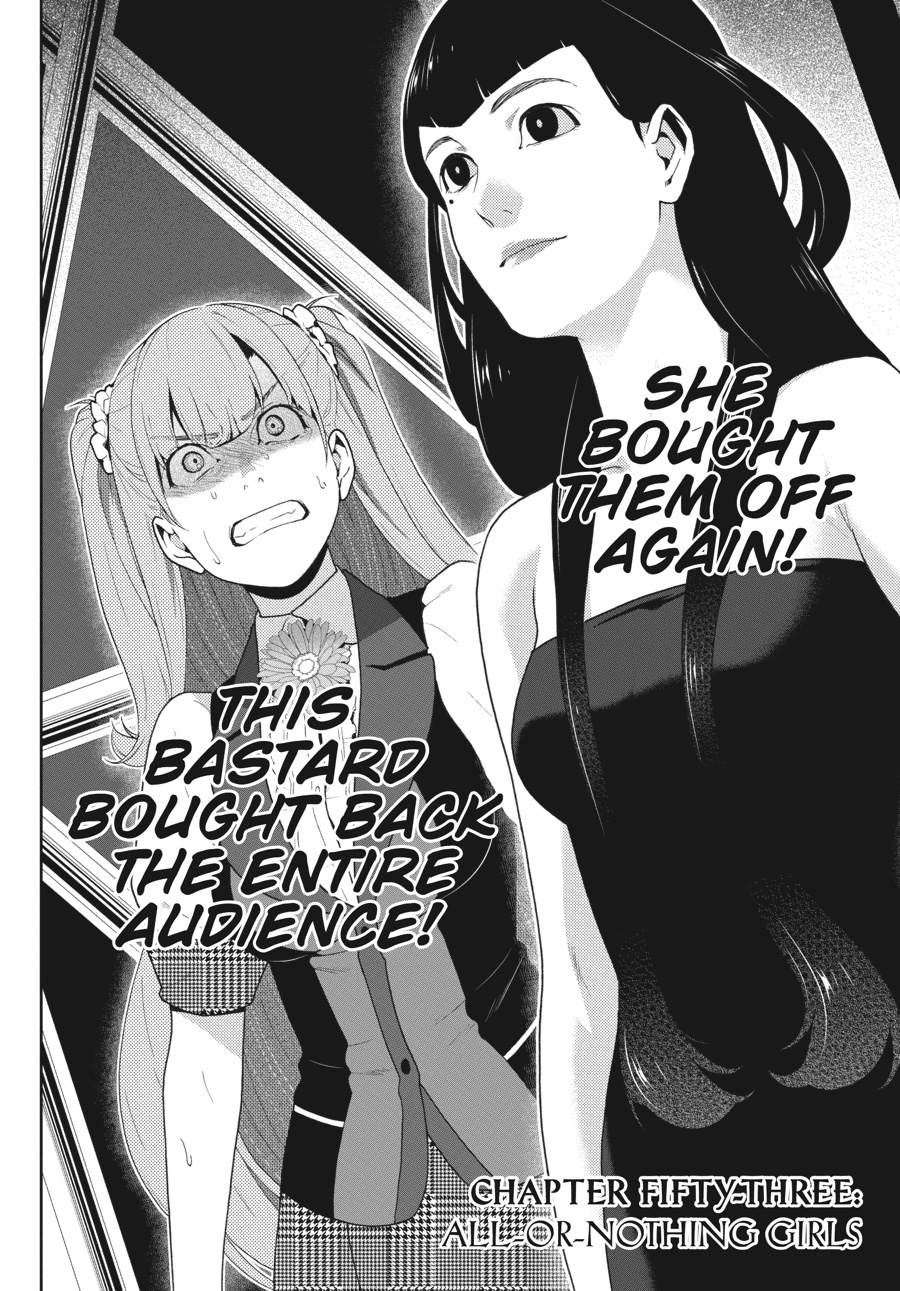 SHE
BOUGHT
THEM OFF
AGAIN!
THIS
BASTARD
BOUGHT BACK
THE ENTIRE
AUDIENCE!
CHAPTER FIFTY-THREE:
ALL-OR-NOTHING GIRLS